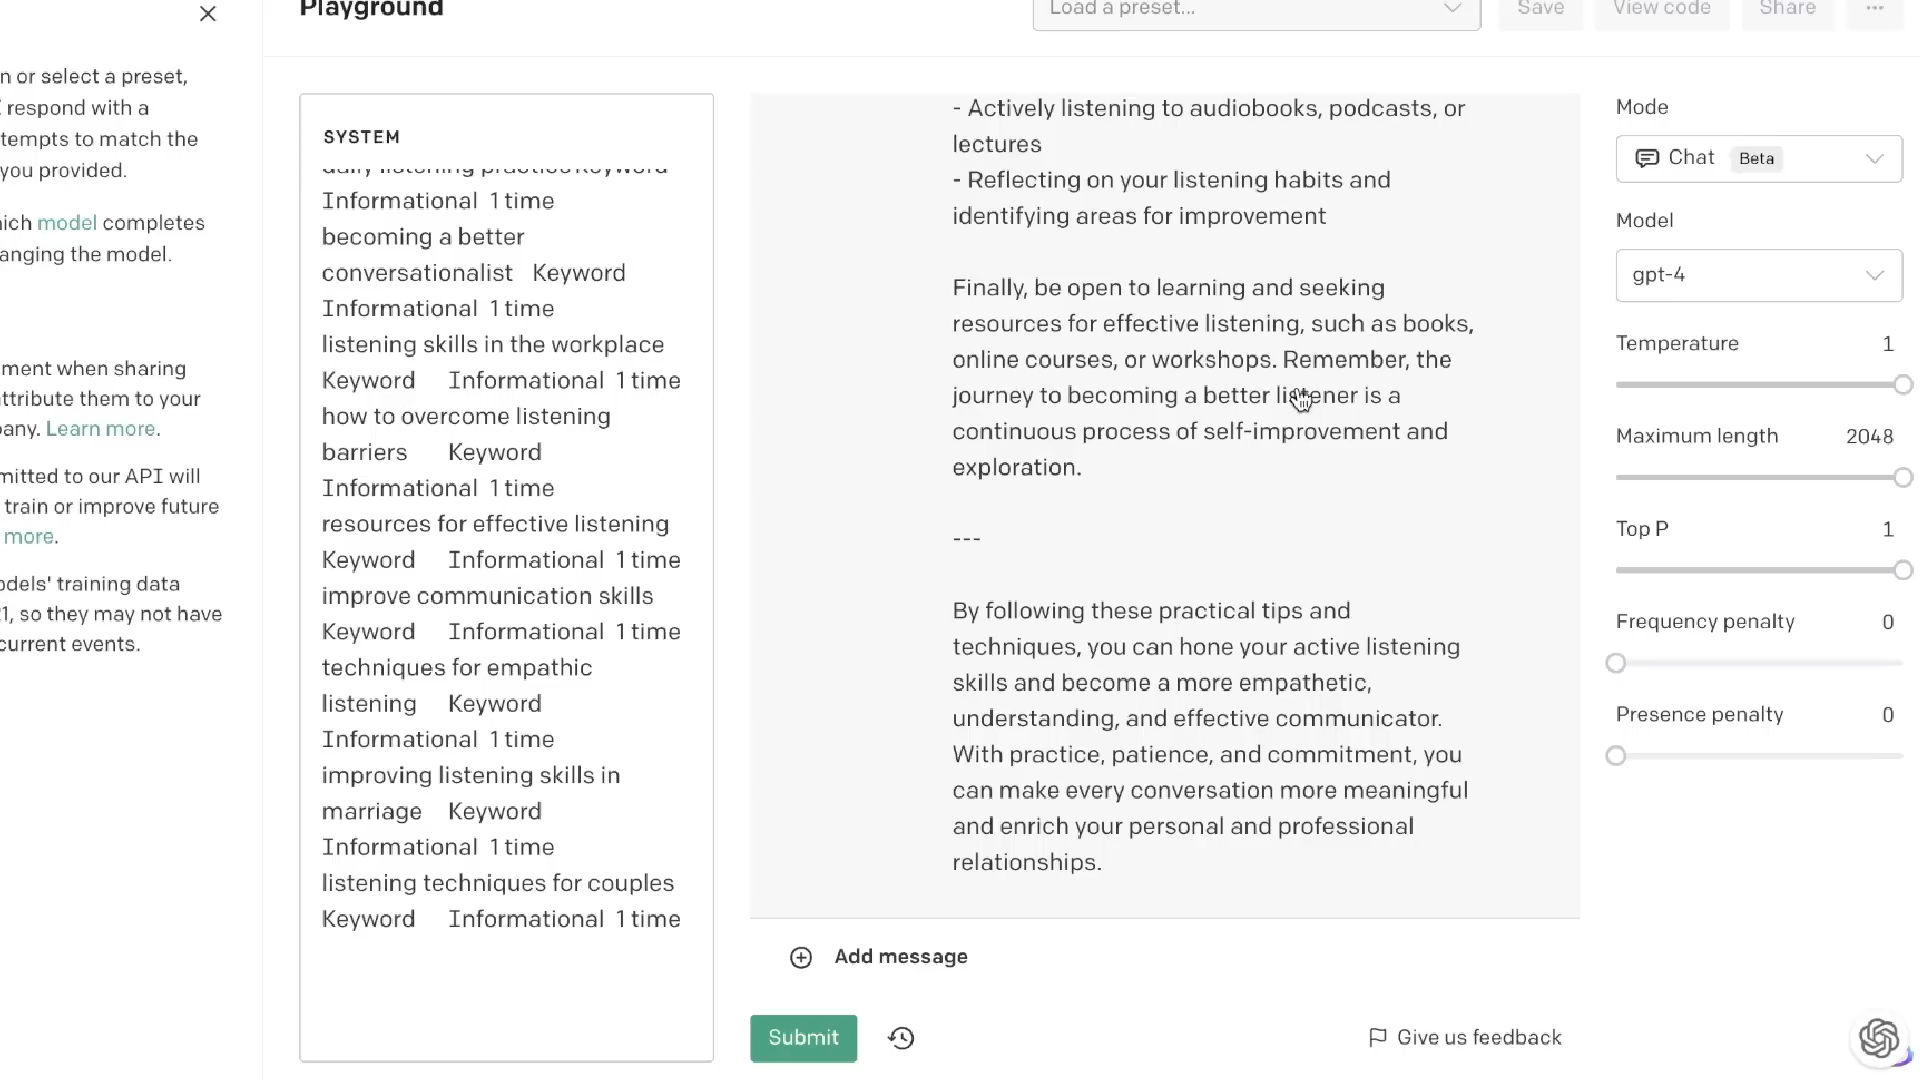 Playground
Load a preset...
Save
View code
Share
n or select a preset,
respond with a
tempts to match the
you provided.
ich model completes
anging the model.
ment when sharing
attribute them to your
pany. Learn more.
mitted to our API will
train or improve future
more.
odels' training data
1, so they may not have
current events.
SYSTEM
daily listening practice Keyword
Informational 1 time
becoming a better
conversationalist Keyword
Informational 1 time
listening skills in the workplace
Keyword Informational 1 time
how to overcome listening
barriers Keyword
Informational 1 time
resources for effective listening
Keyword Informational 1 time
improve communication skills
Keyword Informational 1 time
techniques for empathic
listening Keyword
Informational 1 time
improving listening skills in
marriage Keyword
Informational 1 time
listening techniques for couples
Keyword Informational 1 time
- Actively listening to audiobooks, podcasts, or
lectures
- Reflecting on your listening habits and
identifying areas for improvement
Finally, be open to learning and seeking
resources for effective listening, such as books,
online courses, or workshops. Remember, the
journey to becoming a better listener is a
continuous process of self-improvement and
exploration.
---
By following these practical tips and
techniques, you can hone your active listening
skills and become a more empathetic,
understanding, and effective communicator.
With practice, patience, and commitment, you
can make every conversation more meaningful
and enrich your personal and professional
relationships.
Add message
Submit
Give us feedback
Mode
Chat Beta
Model
gpt-4
Temperature 1
Maximum length 2048
Top P 1
Frequency penalty 0
Presence penalty 0